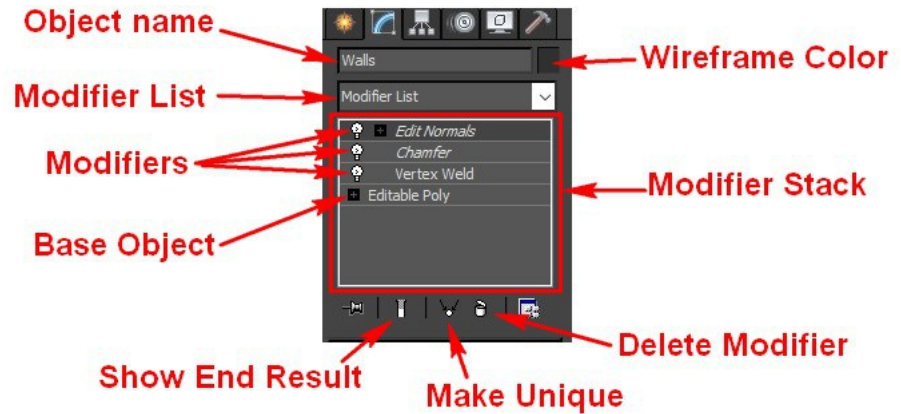 Object name
Walls
Wireframe Color
Modifier List
Modifier List
Edit Normals
Modifiers
Chamfer
Vertex Weld
Modifier Stack
Editable Poly
Base Object
Delete Modifier
Show End Result
Make Unique